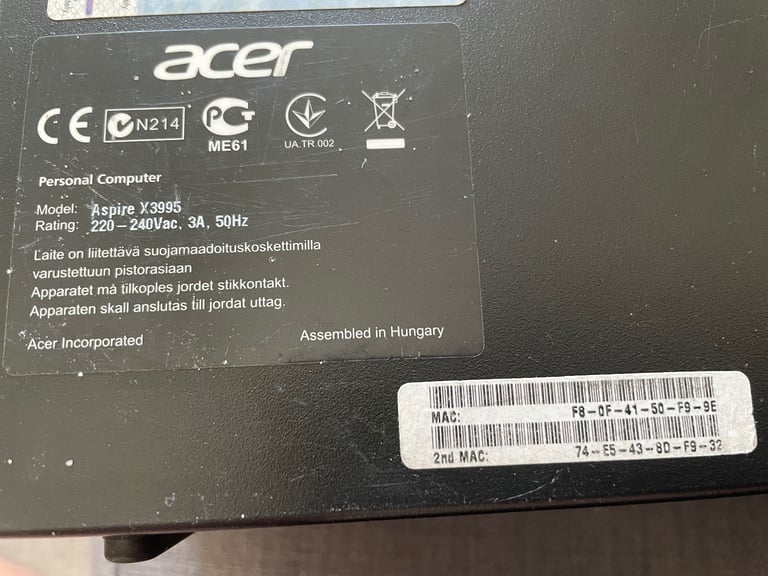 acer
CE N214 PG ME61 UA.TR.002
Personal Computer
Model: Aspire X3995
Rating: 220-240Vac, 3A, 50Hz
Laite on liitettävä suojamaadoituskoskettimilla
varustettuun pistorasiaan
Apparatet må tilkoples jordet stikkontakt.
Apparaten skall anslutas till jordat uttag.
Acer Incorporated Assembled in Hungary
MAC: F8-0F-41-50-F9-9E
2nd MAC: 74-E5-43-8D-F9-32